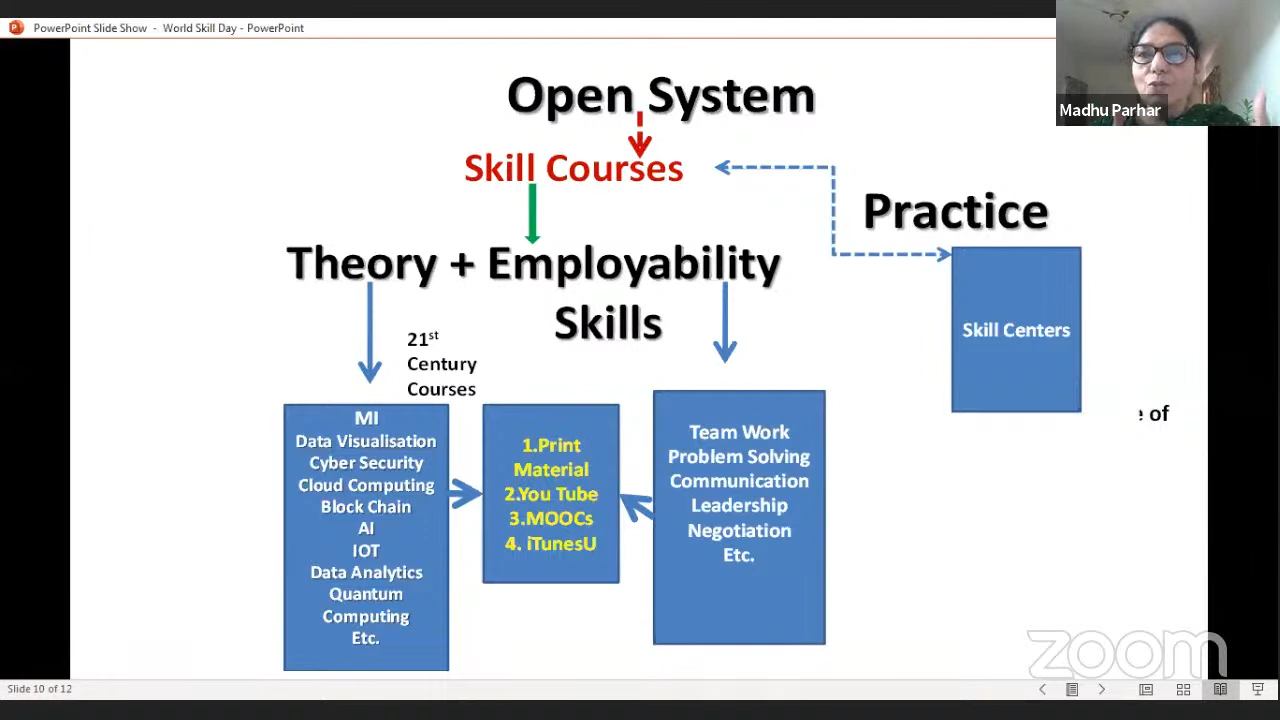 PowerPoint Slide Show - World Skill Day - PowerPoint
Madhu Parhar
Open System
Skill Courses
Practice
Theory + Employability
Skills
21st
Century
Courses
Skill Centers
MI
Data Visualisation
Cyber Security
Cloud Computing
Block Chain
AI
IOT
Data Analytics
Quantum
Computing
Etc.
1.Print
Material
2.You Tube
3.MOOCs
4. iTunesU
Team Work
Problem Solving
Communication
Leadership
Negotiation
Etc.
of
zoom
Slide 10 of 12